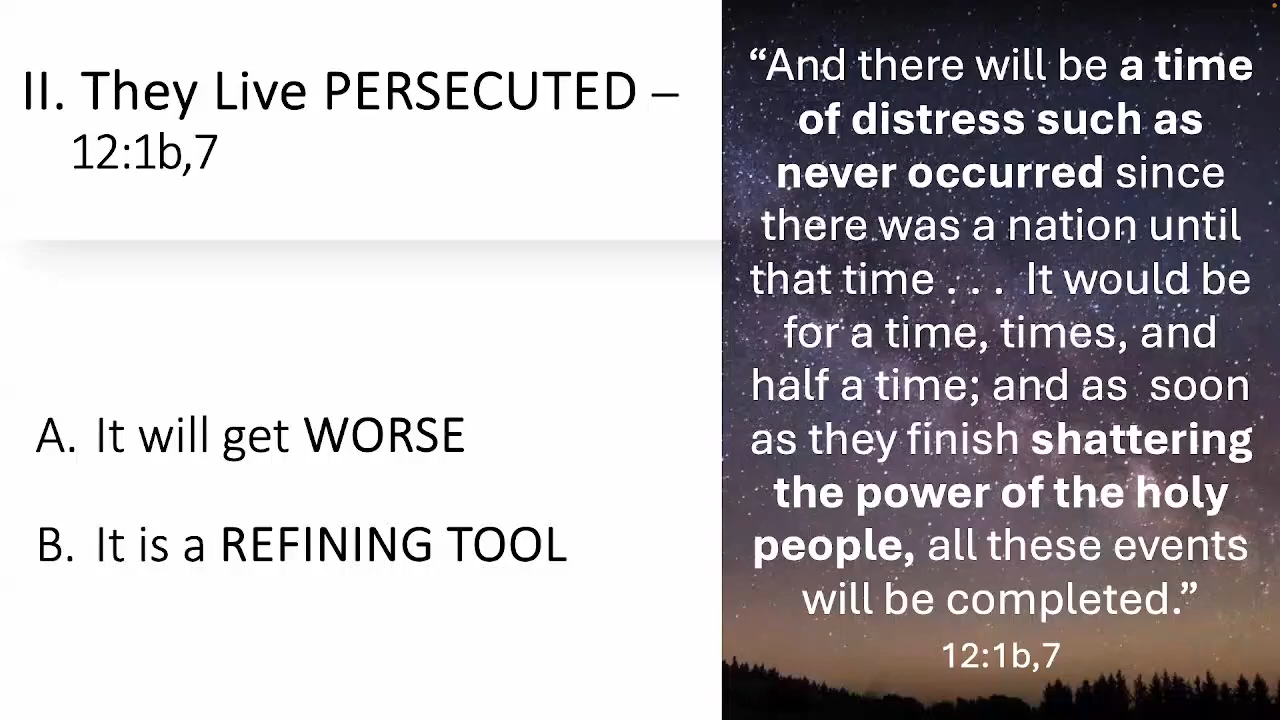 II. They Live PERSECUTED –
12:1b,7
A. It will get WORSE
B. It is a REFINING TOOL
“And there will be a time
of distress such as
never occurred since
there was a nation until
that time . . . It would be
for a time, times, and
half a time; and as soon
as they finish shattering
the power of the holy
people, all these events
will be completed.”
12:1b,7